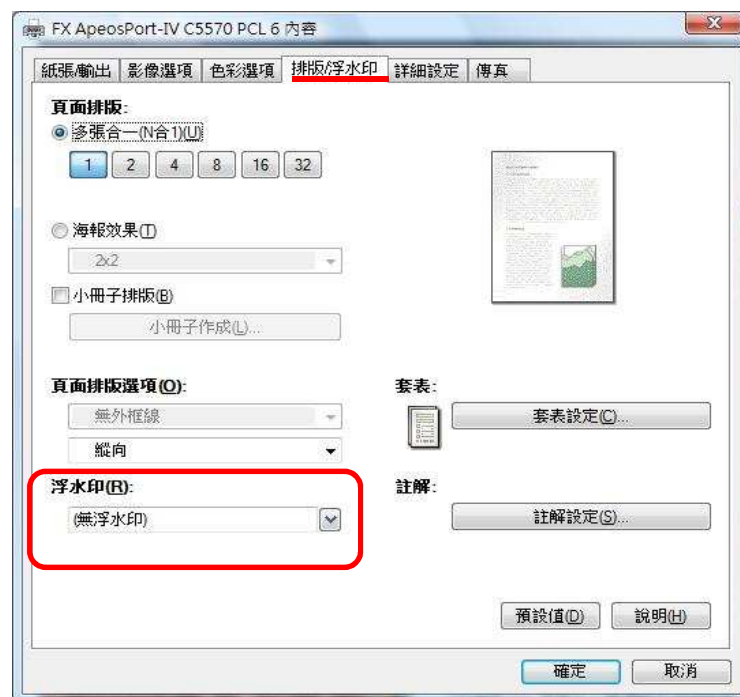 FX ApeosPort-IV C5570 PCL 6 內容
紙張/輸出 影像選項 色彩選項 排版/浮水印 詳細設定 傳真
頁面排版:
多張合一(N合1)(U)
1 2 4 8 16 32
海報效果(T)
2x2
小冊子排版(B)
小冊子作成(L)...
頁面排版選項(O): 套表:
無外框線 套表設定(C)...
縱向
浮水印(R): 註解:
(無浮水印) 註解設定(S)...
預設值(D) 說明(H)
確定 取消